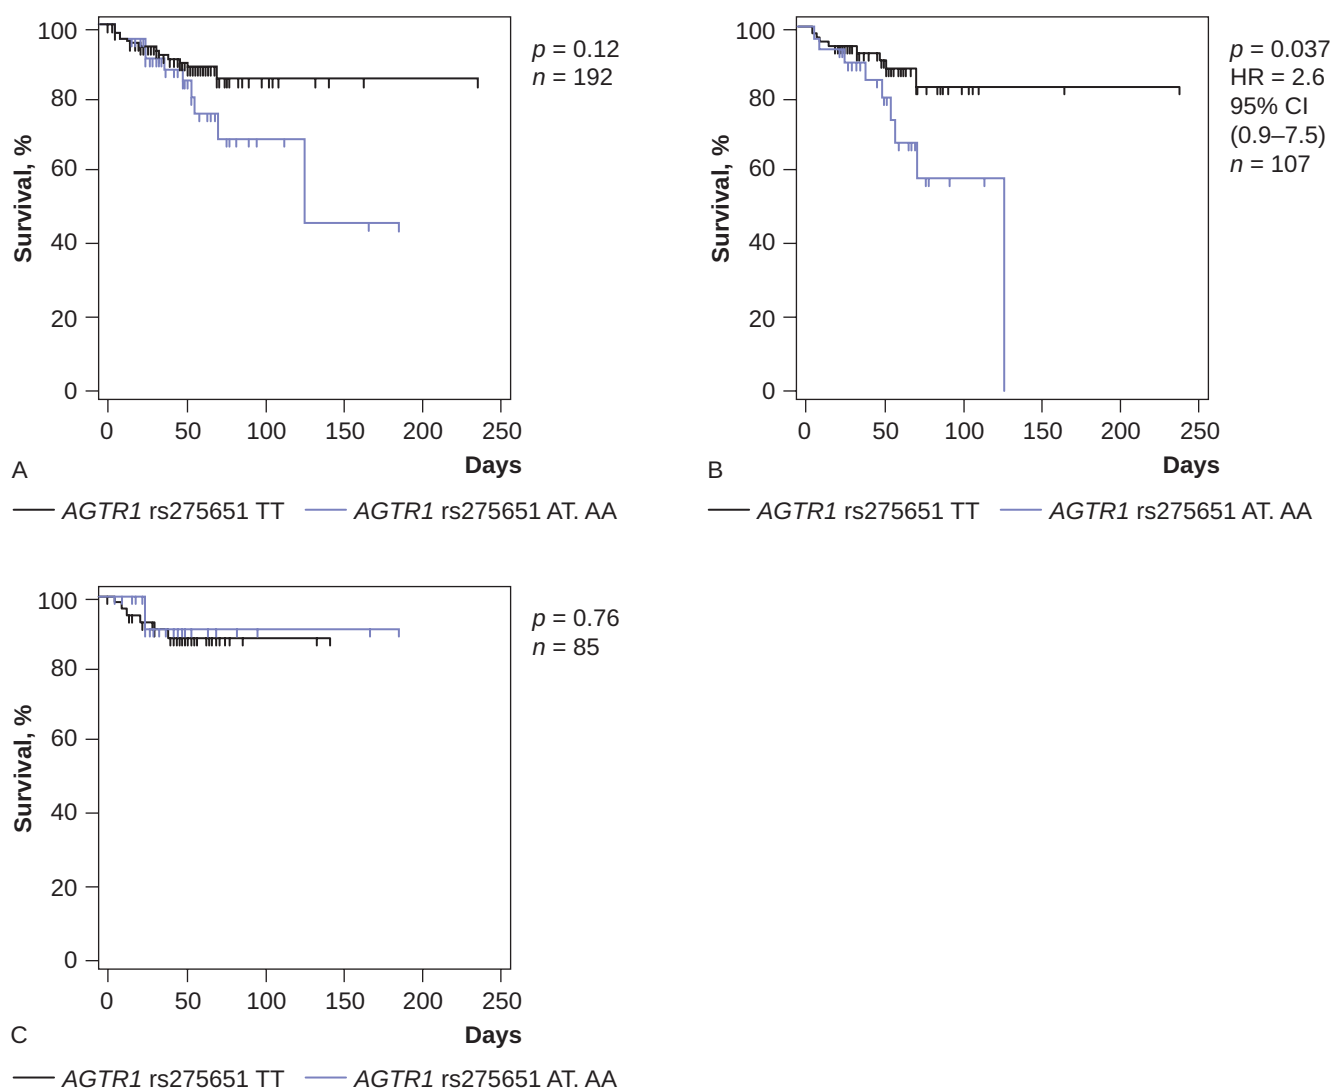 100
80
60
40
20
0
Survival, %
0 50 100 150 200 250
Days
p = 0.12
n = 192
A
AGTR1 rs275651 TT AGTR1 rs275651 AT. AA
100
80
60
40
20
0
Survival, %
0 50 100 150 200 250
Days
p = 0.037
HR = 2.6
95% CI
(0.9–7.5)
n = 107
B
AGTR1 rs275651 TT AGTR1 rs275651 AT. AA
100
80
60
40
20
0
Survival, %
0 50 100 150 200 250
Days
p = 0.76
n = 85
C
AGTR1 rs275651 TT AGTR1 rs275651 AT. AA